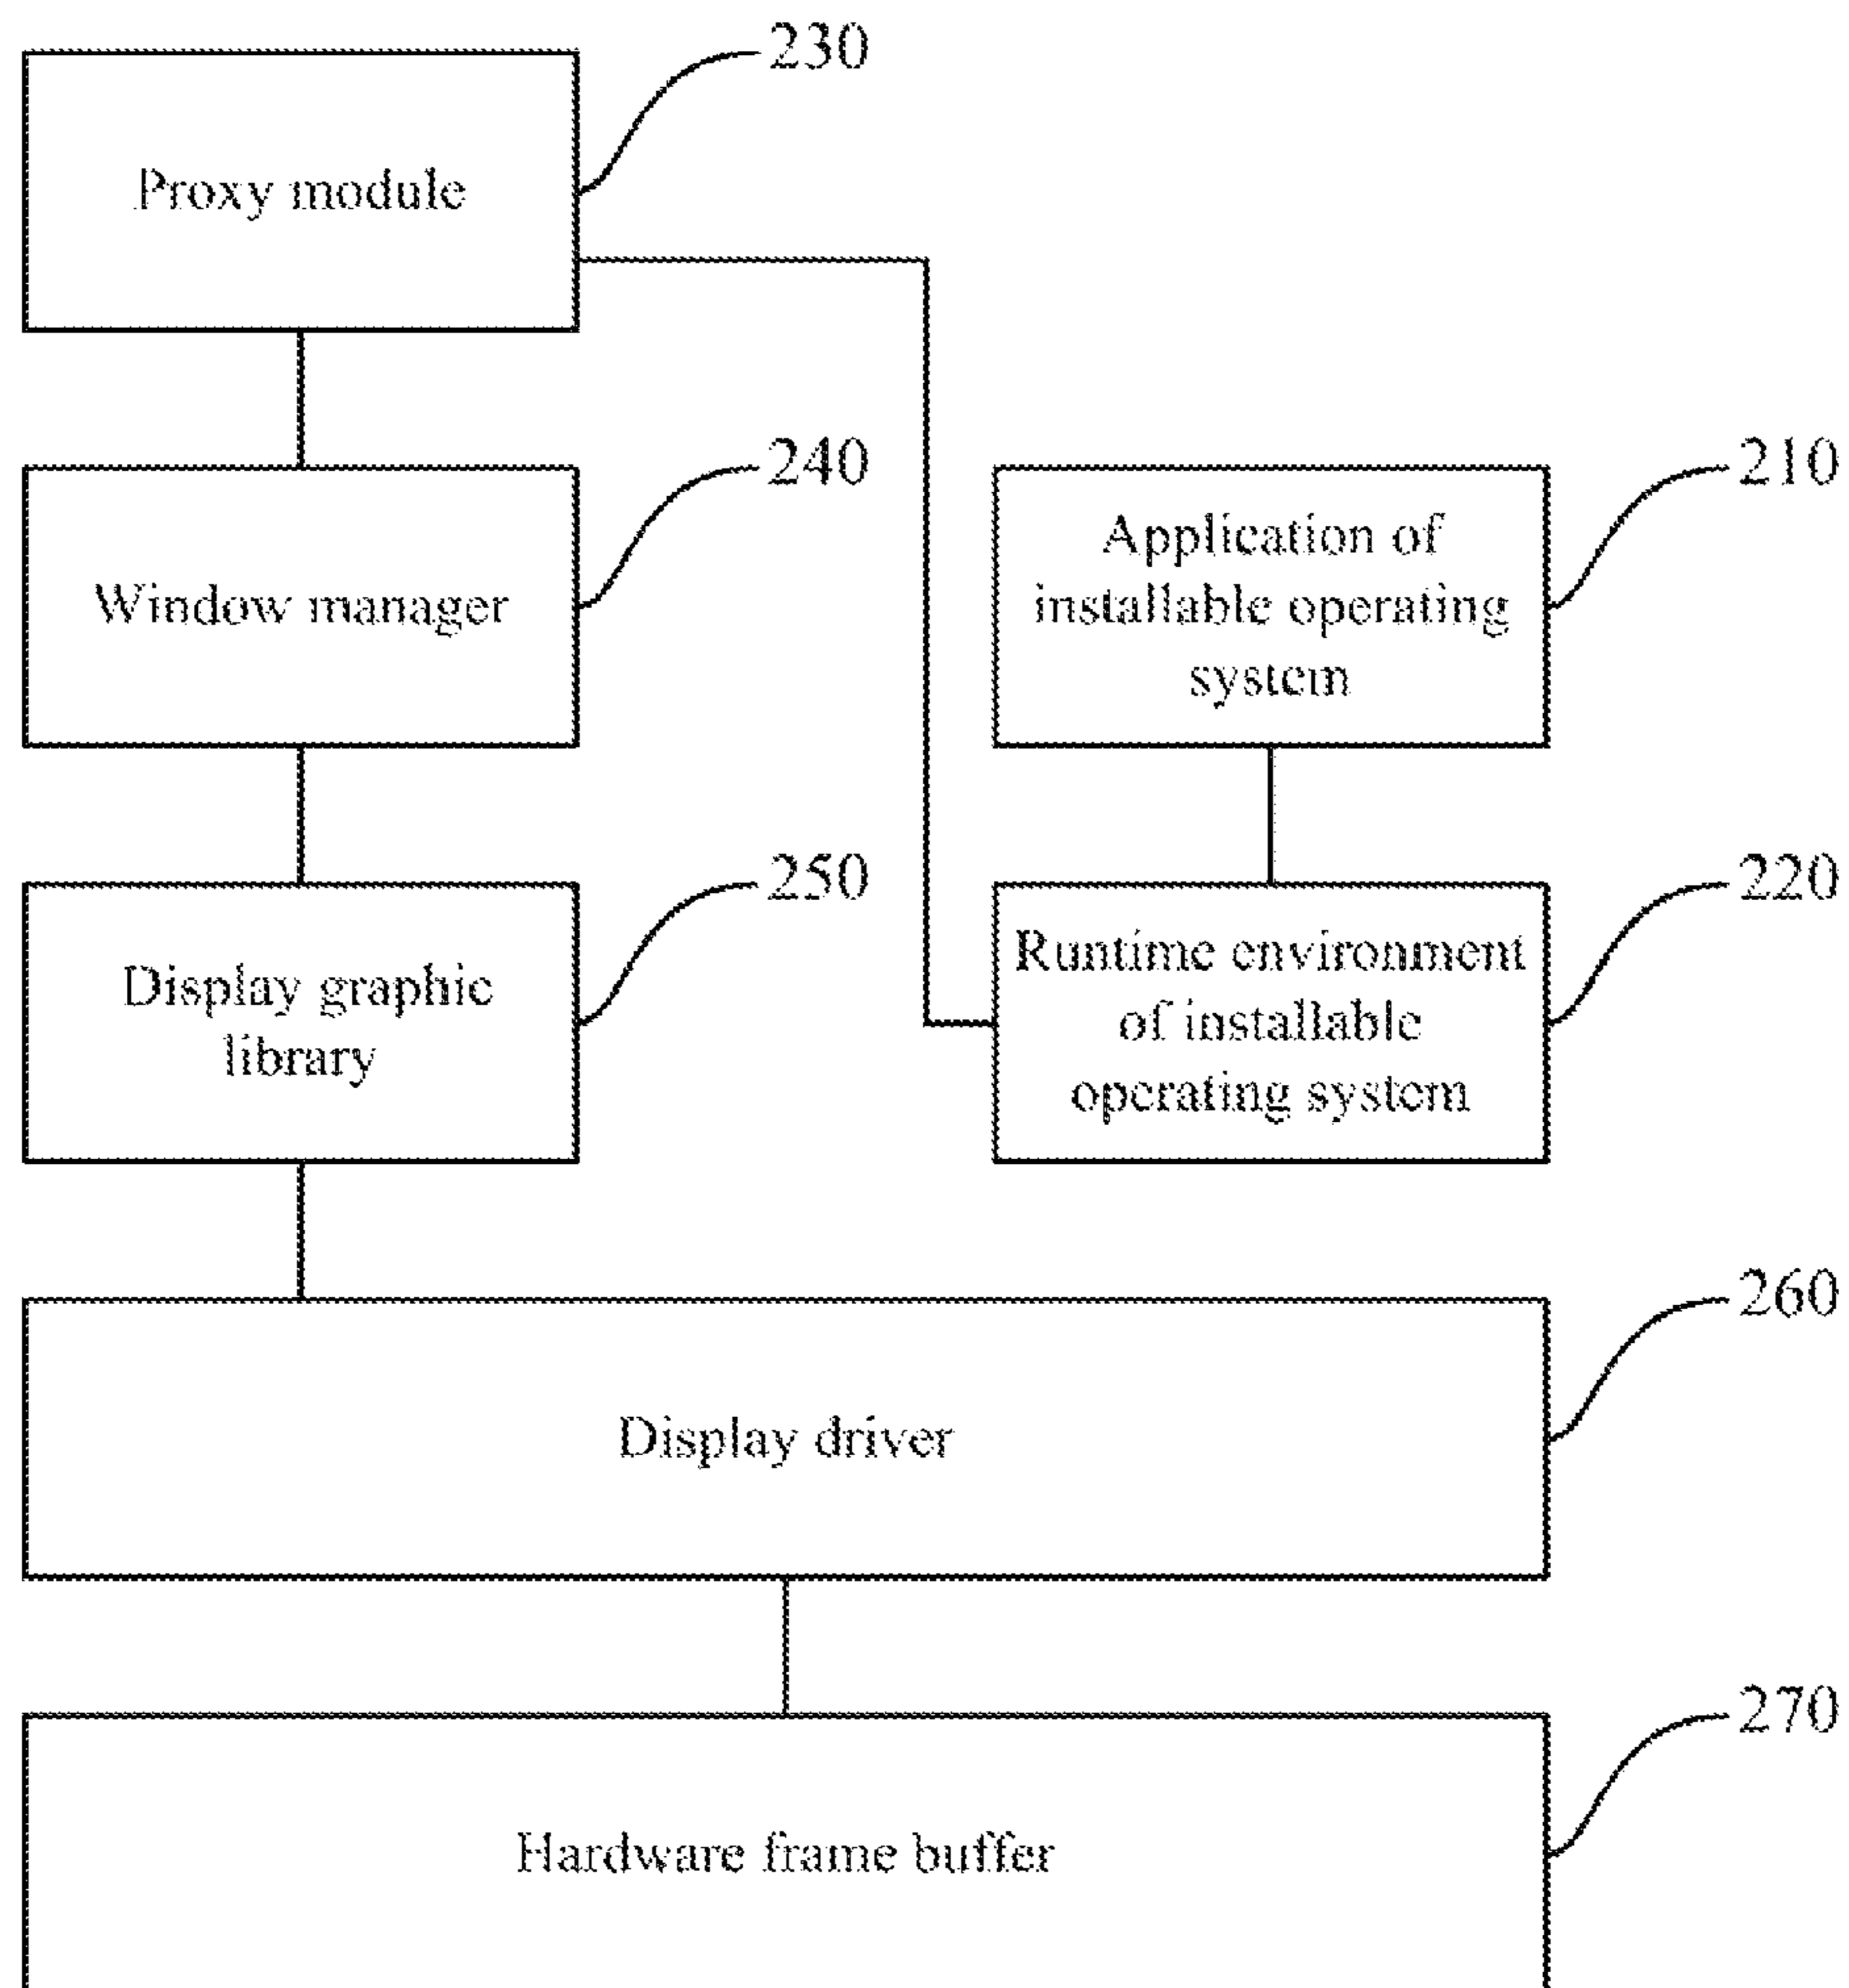 230
Proxy module
240
Window manager
210
Application of
installable operating
system
250
Display graphic
library
220
Runtime environment
of installable
operating system
260
Display driver
270
Hardware frame buffer